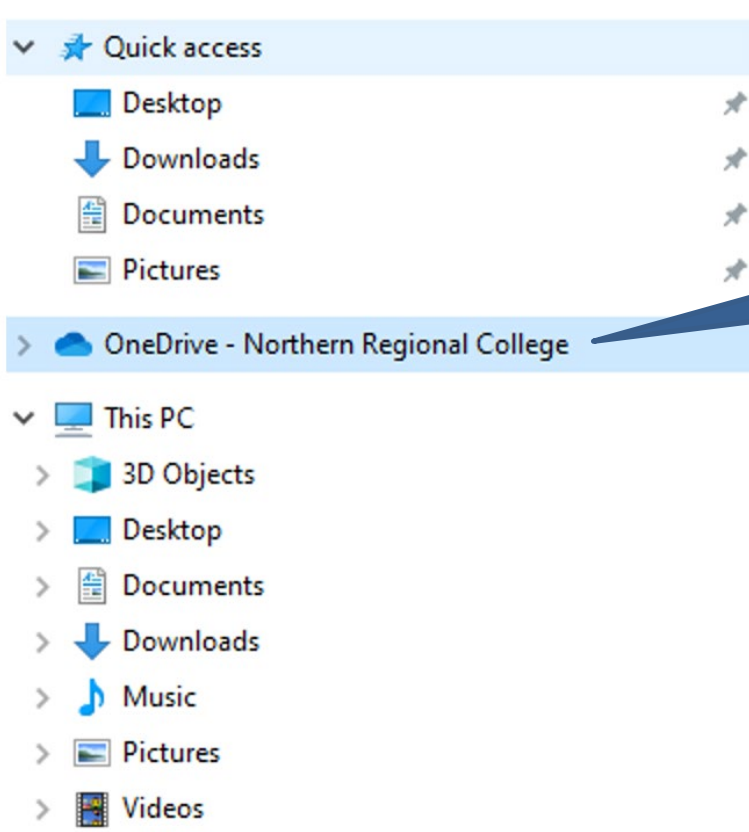 Quick access
Desktop
Downloads
Documents
Pictures
OneDrive - Northern Regional College
This PC
3D Objects
Desktop
Documents
Downloads
Music
Pictures
Videos